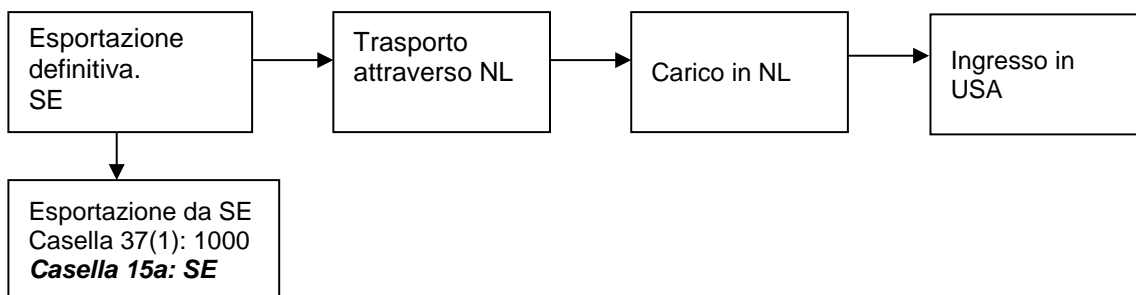 Esportazione
definitiva.
SE
Trasporto
attraverso NL
Carico in NL
Ingresso in
USA
Esportazione da SE
Casella 37(1): 1000
Casella 15a: SE